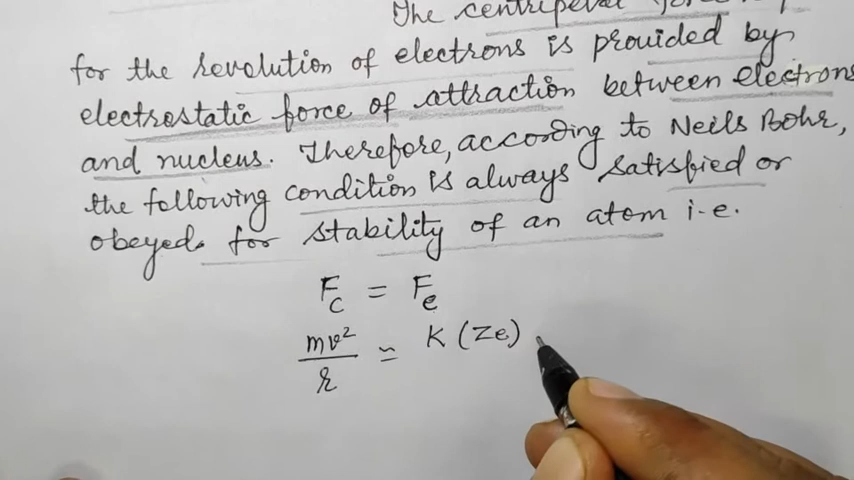 The centripetal force
for the revolution of electrons is provided by
electrostatic force of attraction between electrons
and nucleus. Therefore, according to Neils Bohr,
the following condition is always satisfied or
obeyed for stability of an atom i.e.
Fc = Fe
mv²/r = K (Ze)